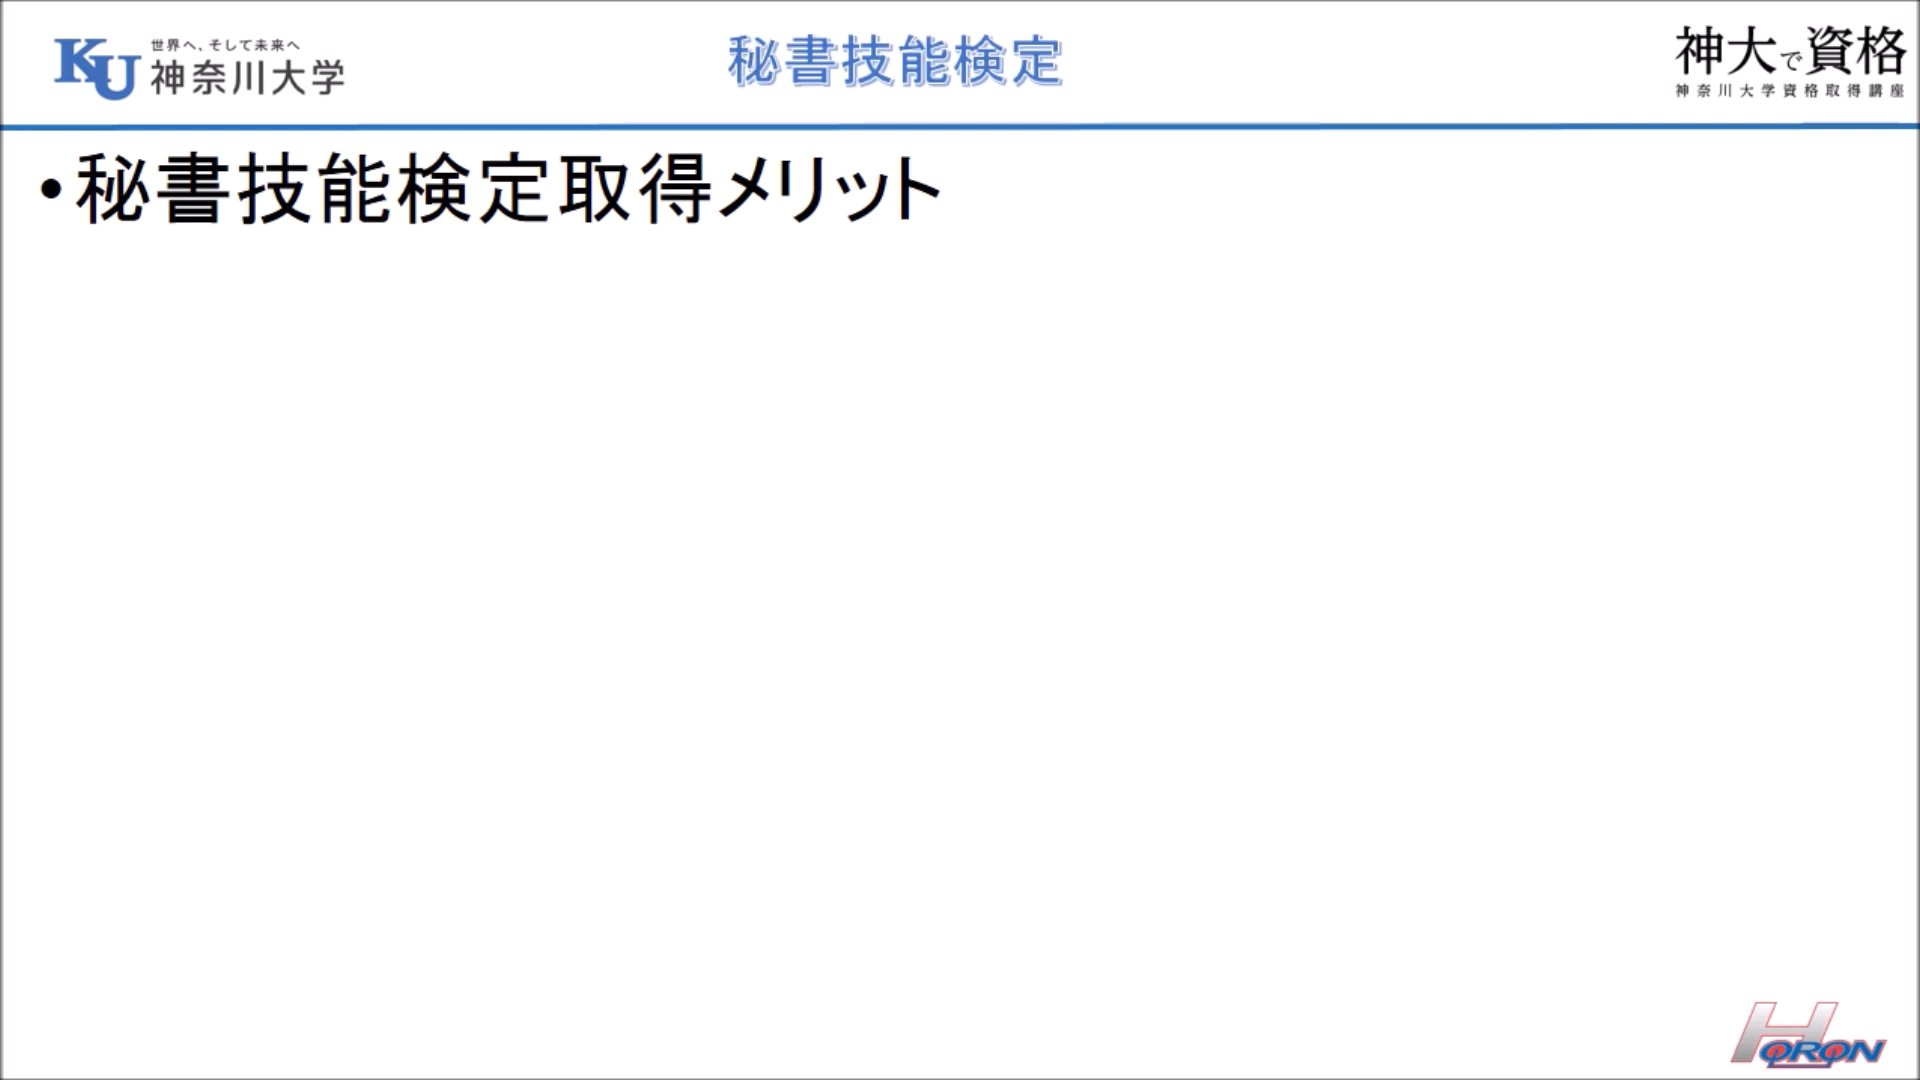 KU 世界へ、そして未来へ
神奈川大学
秘書技能検定
神大で資格
神奈川大学資格取得講座
•秘書技能検定取得メリット
HORON